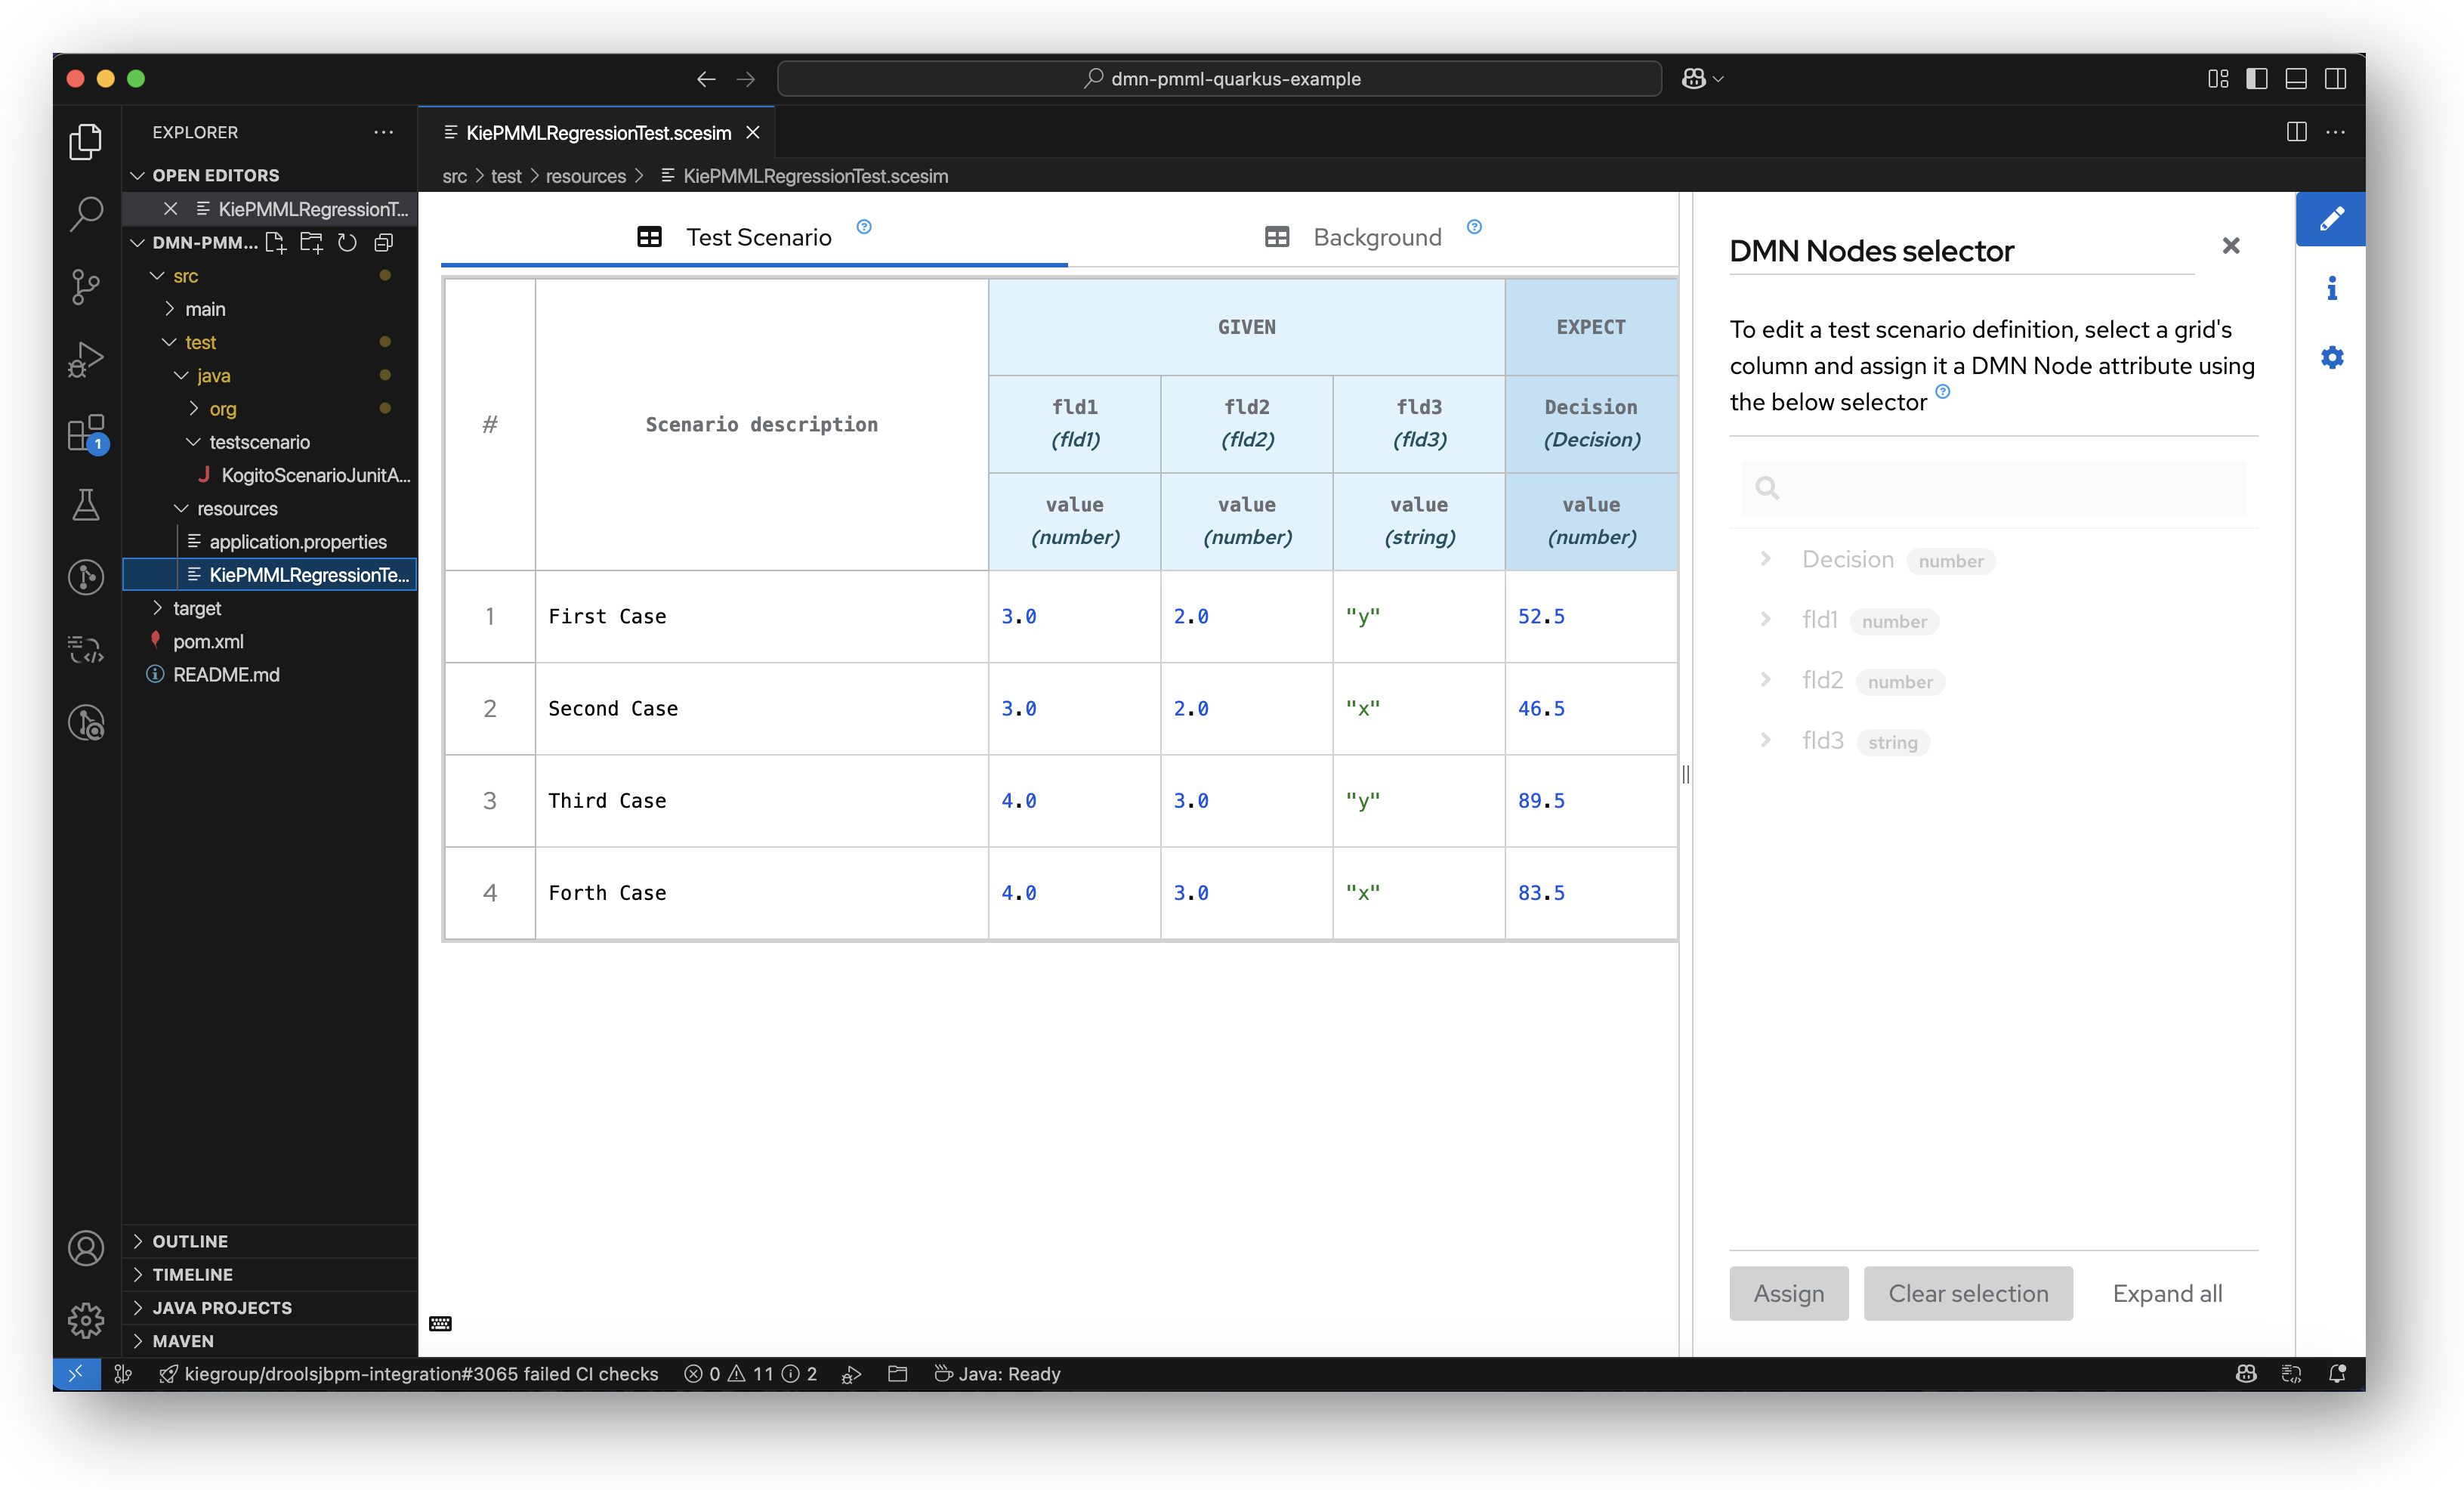 dmn-pmml-quarkus-example
EXPLORER
KiePMMLRegressionTest.scesim
OPEN EDITORS
src > test > resources > KiePMMLRegressionTest.scesim
KiePMMLRegressionT...
DMN-PMM...
src
main
test
java
org
testscenario
KogitoScenarioJunitA...
resources
application.properties
KiePMMLRegressionTe...
target
pom.xml
README.md
1
OUTLINE
TIMELINE
JAVA PROJECTS
MAVEN
Test Scenario
Background
# Scenario description GIVEN EXPECT
fld1 fld2 fld3 Decision
(fld1) (fld2) (fld3) (Decision)
value value value value
(number) (number) (string) (number)
1 First Case 3.0 2.0 "y" 52.5
2 Second Case 3.0 2.0 "x" 46.5
3 Third Case 4.0 3.0 "y" 89.5
4 Forth Case 4.0 3.0 "x" 83.5
DMN Nodes selector
To edit a test scenario definition, select a grid's
column and assign it a DMN Node attribute using
the below selector
Decision number
fld1 number
fld2 number
fld3 string
Assign Clear selection Expand all
kiegroup/droolsjbpm-integration#3065 failed CI checks 0 11 2 Java: Ready